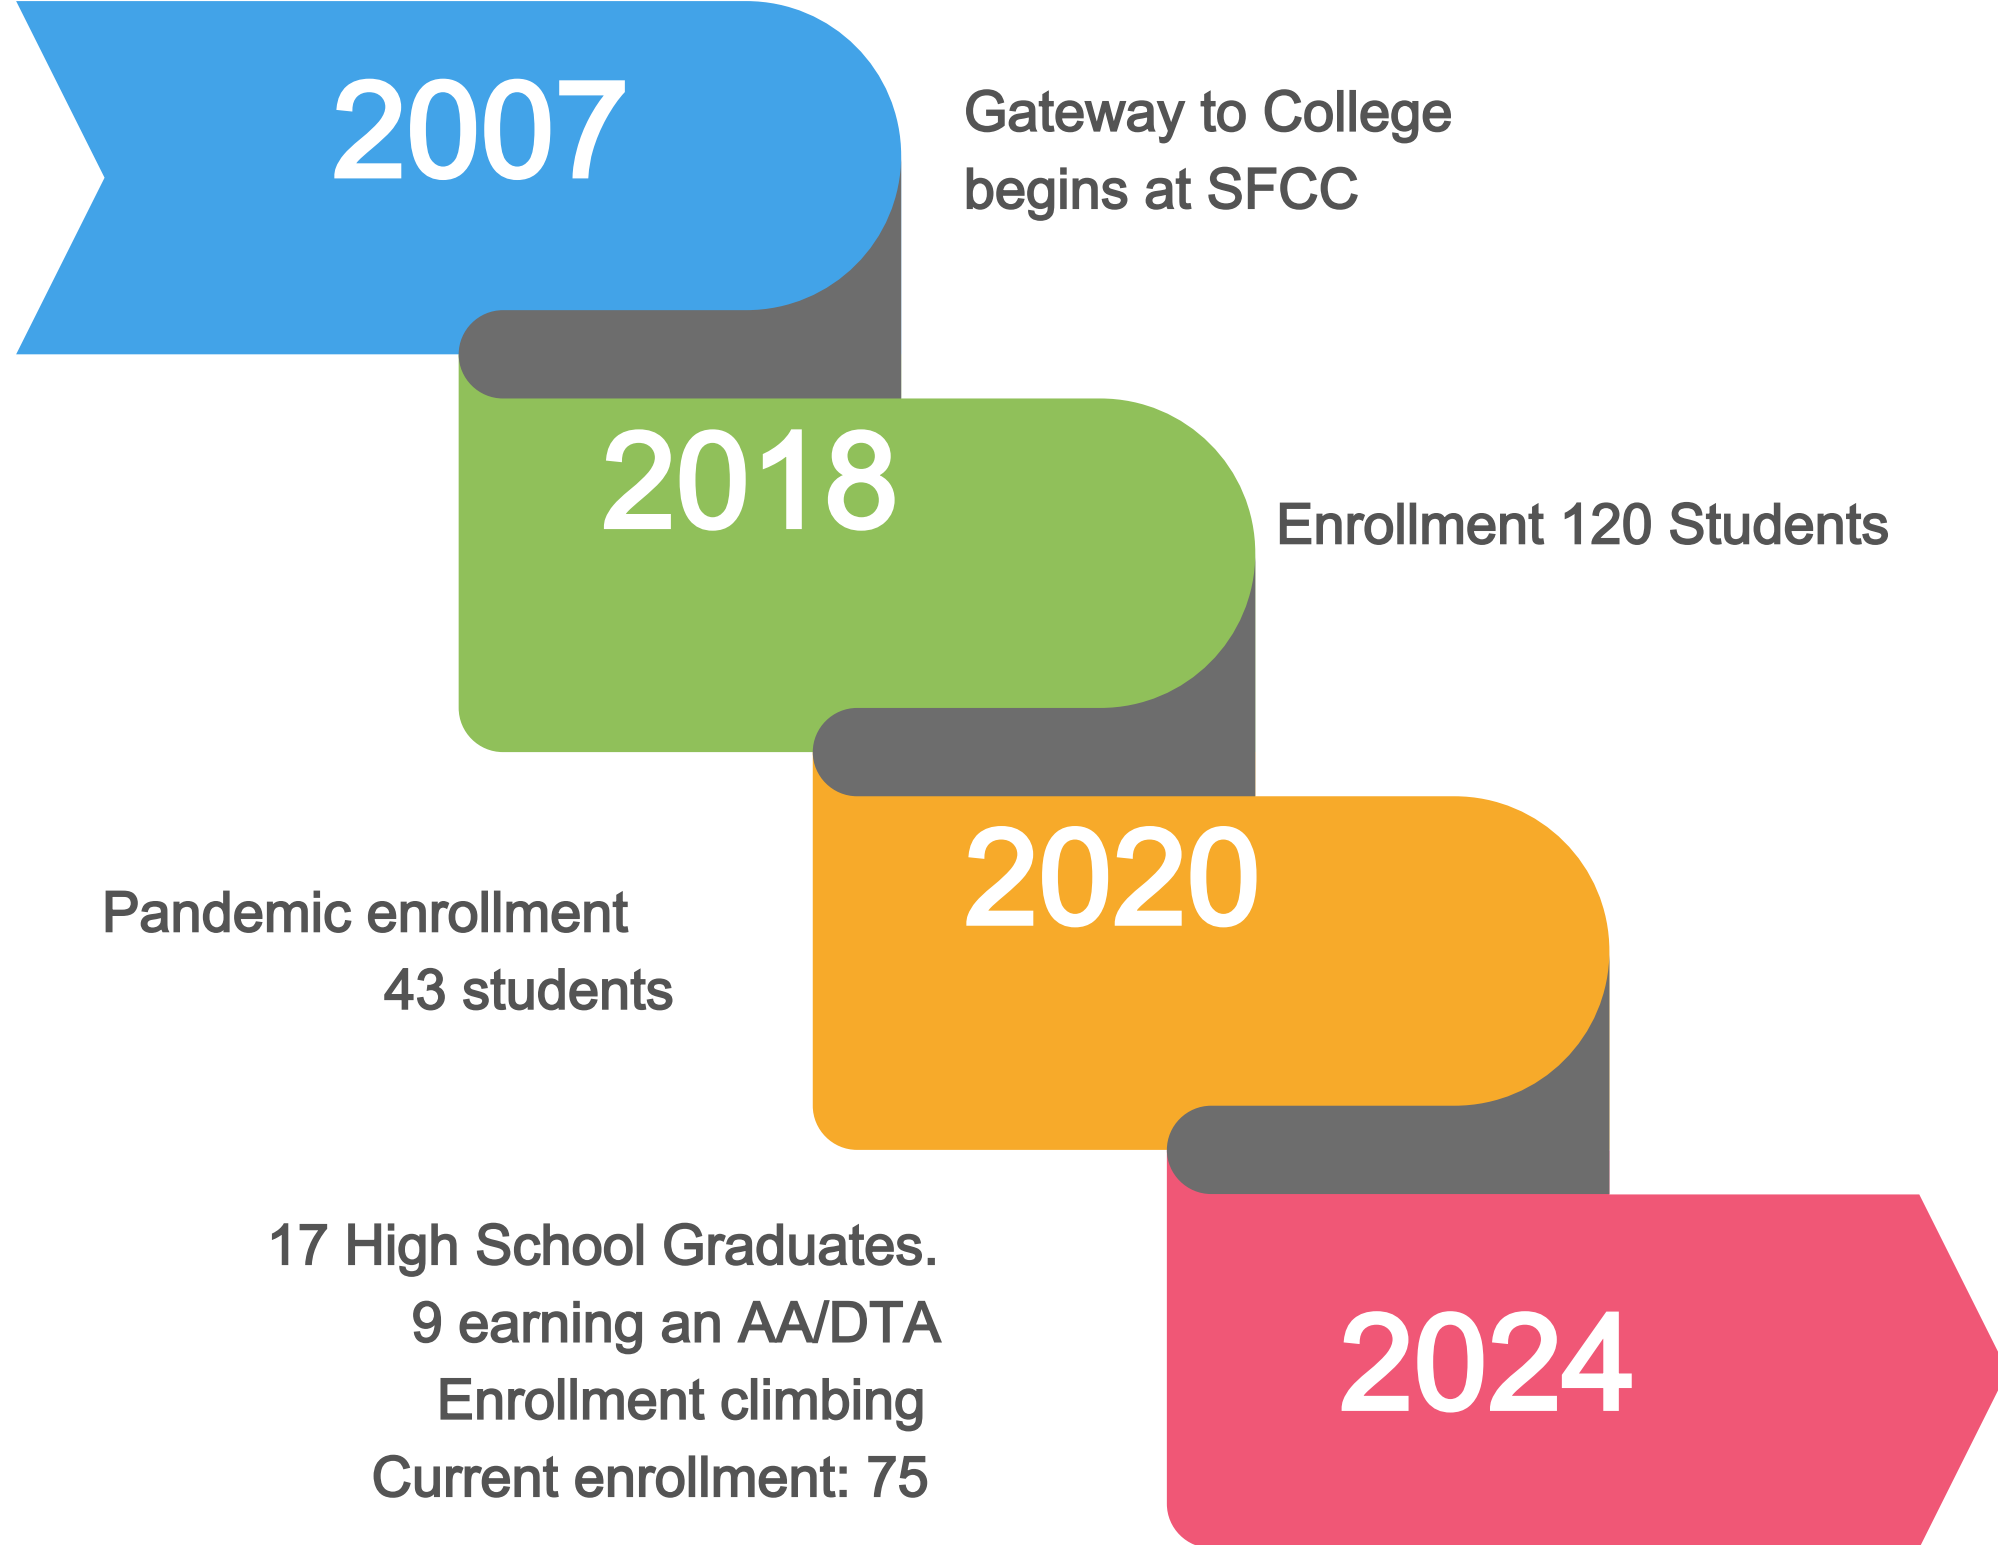 2007
Gateway to College
begins at SFCC
2018
Enrollment 120 Students
2020
Pandemic enrollment
43 students
17 High School Graduates.
9 earning an AA/DTA
Enrollment climbing
Current enrollment: 75
2024